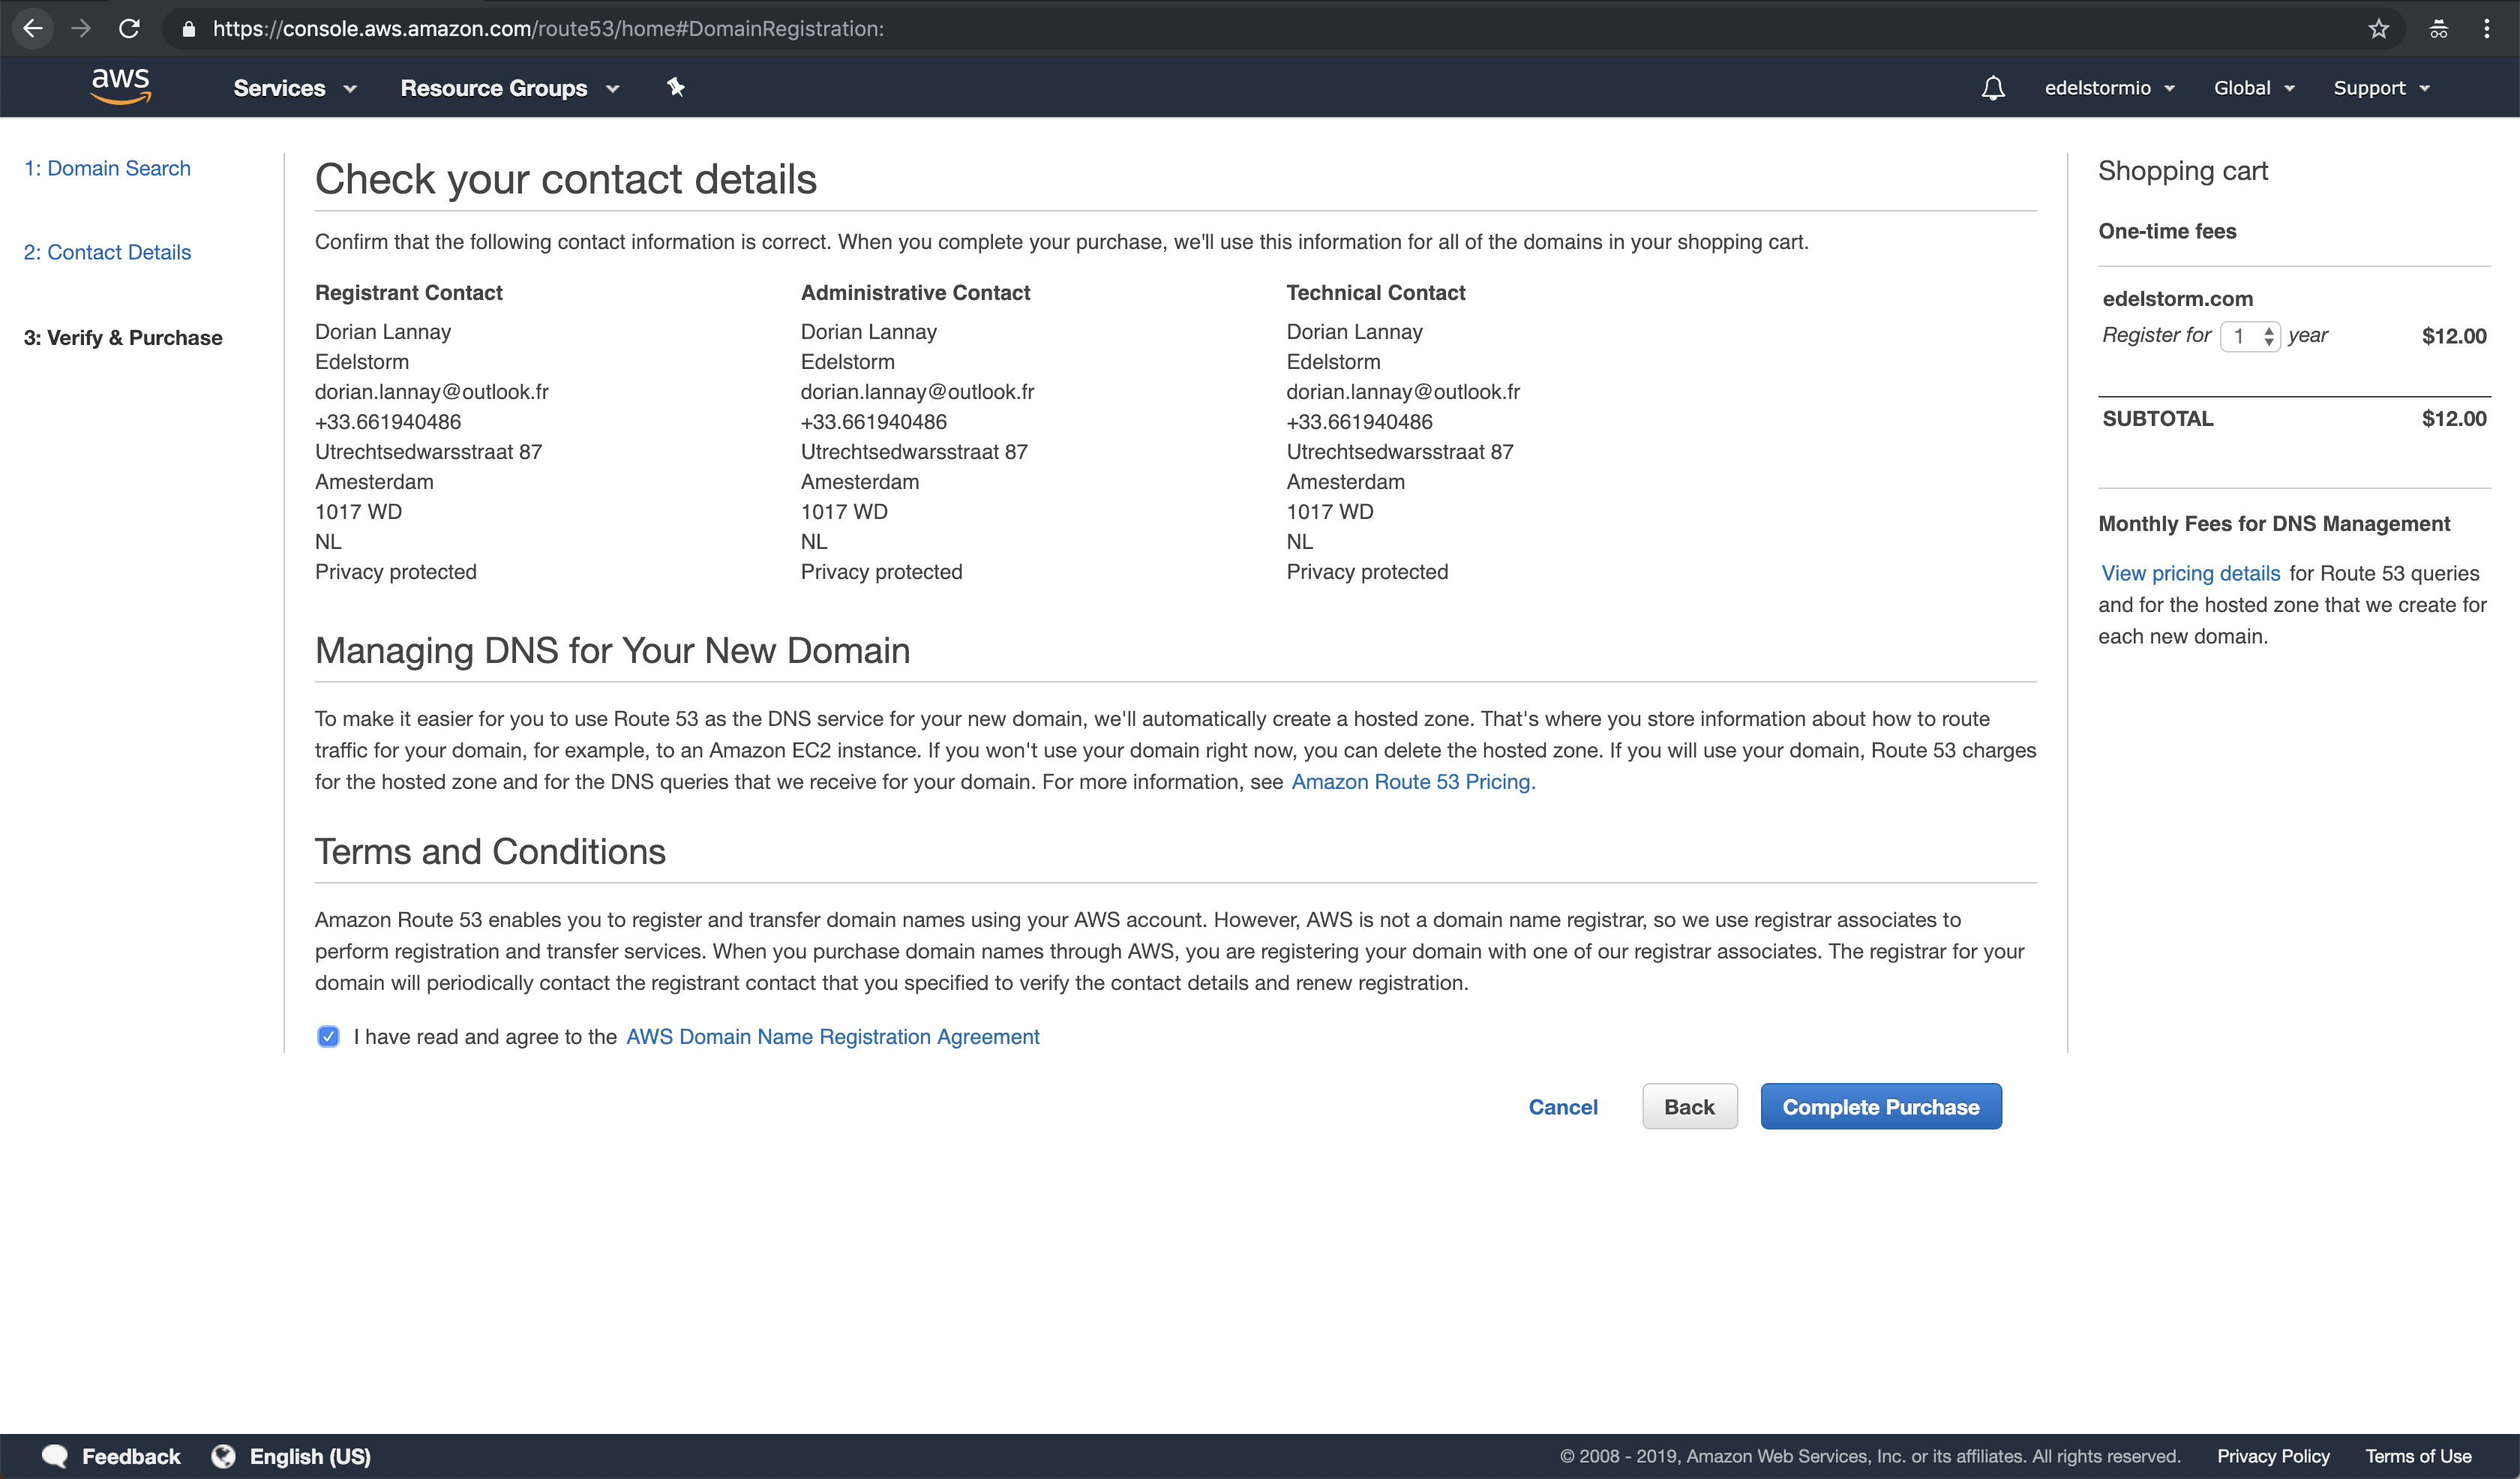 https://console.aws.amazon.com/route53/home#DomainRegistration:
aws
Services
Resource Groups
edelstormio
Global
Support
1: Domain Search
2: Contact Details
3: Verify & Purchase
Check your contact details
Confirm that the following contact information is correct. When you complete your purchase, we'll use this information for all of the domains in your shopping cart.
Registrant Contact
Dorian Lannay
Edelstorm
dorian.lannay@outlook.fr
+33.661940486
Utrechtsedwarsstraat 87
Amesterdam
1017 WD
NL
Privacy protected
Administrative Contact
Dorian Lannay
Edelstorm
dorian.lannay@outlook.fr
+33.661940486
Utrechtsedwarsstraat 87
Amesterdam
1017 WD
NL
Privacy protected
Technical Contact
Dorian Lannay
Edelstorm
dorian.lannay@outlook.fr
+33.661940486
Utrechtsedwarsstraat 87
Amesterdam
1017 WD
NL
Privacy protected
Managing DNS for Your New Domain
To make it easier for you to use Route 53 as the DNS service for your new domain, we'll automatically create a hosted zone. That's where you store information about how to route
traffic for your domain, for example, to an Amazon EC2 instance. If you won't use your domain right now, you can delete the hosted zone. If you will use your domain, Route 53 charges
for the hosted zone and for the DNS queries that we receive for your domain. For more information, see Amazon Route 53 Pricing.
Terms and Conditions
Amazon Route 53 enables you to register and transfer domain names using your AWS account. However, AWS is not a domain name registrar, so we use registrar associates to
perform registration and transfer services. When you purchase domain names through AWS, you are registering your domain with one of our registrar associates. The registrar for your
domain will periodically contact the registrant contact that you specified to verify the contact details and renew registration.
I have read and agree to the AWS Domain Name Registration Agreement
Cancel
Back
Complete Purchase
Shopping cart
One-time fees
edelstorm.com
Register for 1 year $12.00
SUBTOTAL $12.00
Monthly Fees for DNS Management
View pricing details for Route 53 queries
and for the hosted zone that we create for
each new domain.
Feedback
English (US)
© 2008 - 2019, Amazon Web Services, Inc. or its affiliates. All rights reserved.
Privacy Policy
Terms of Use